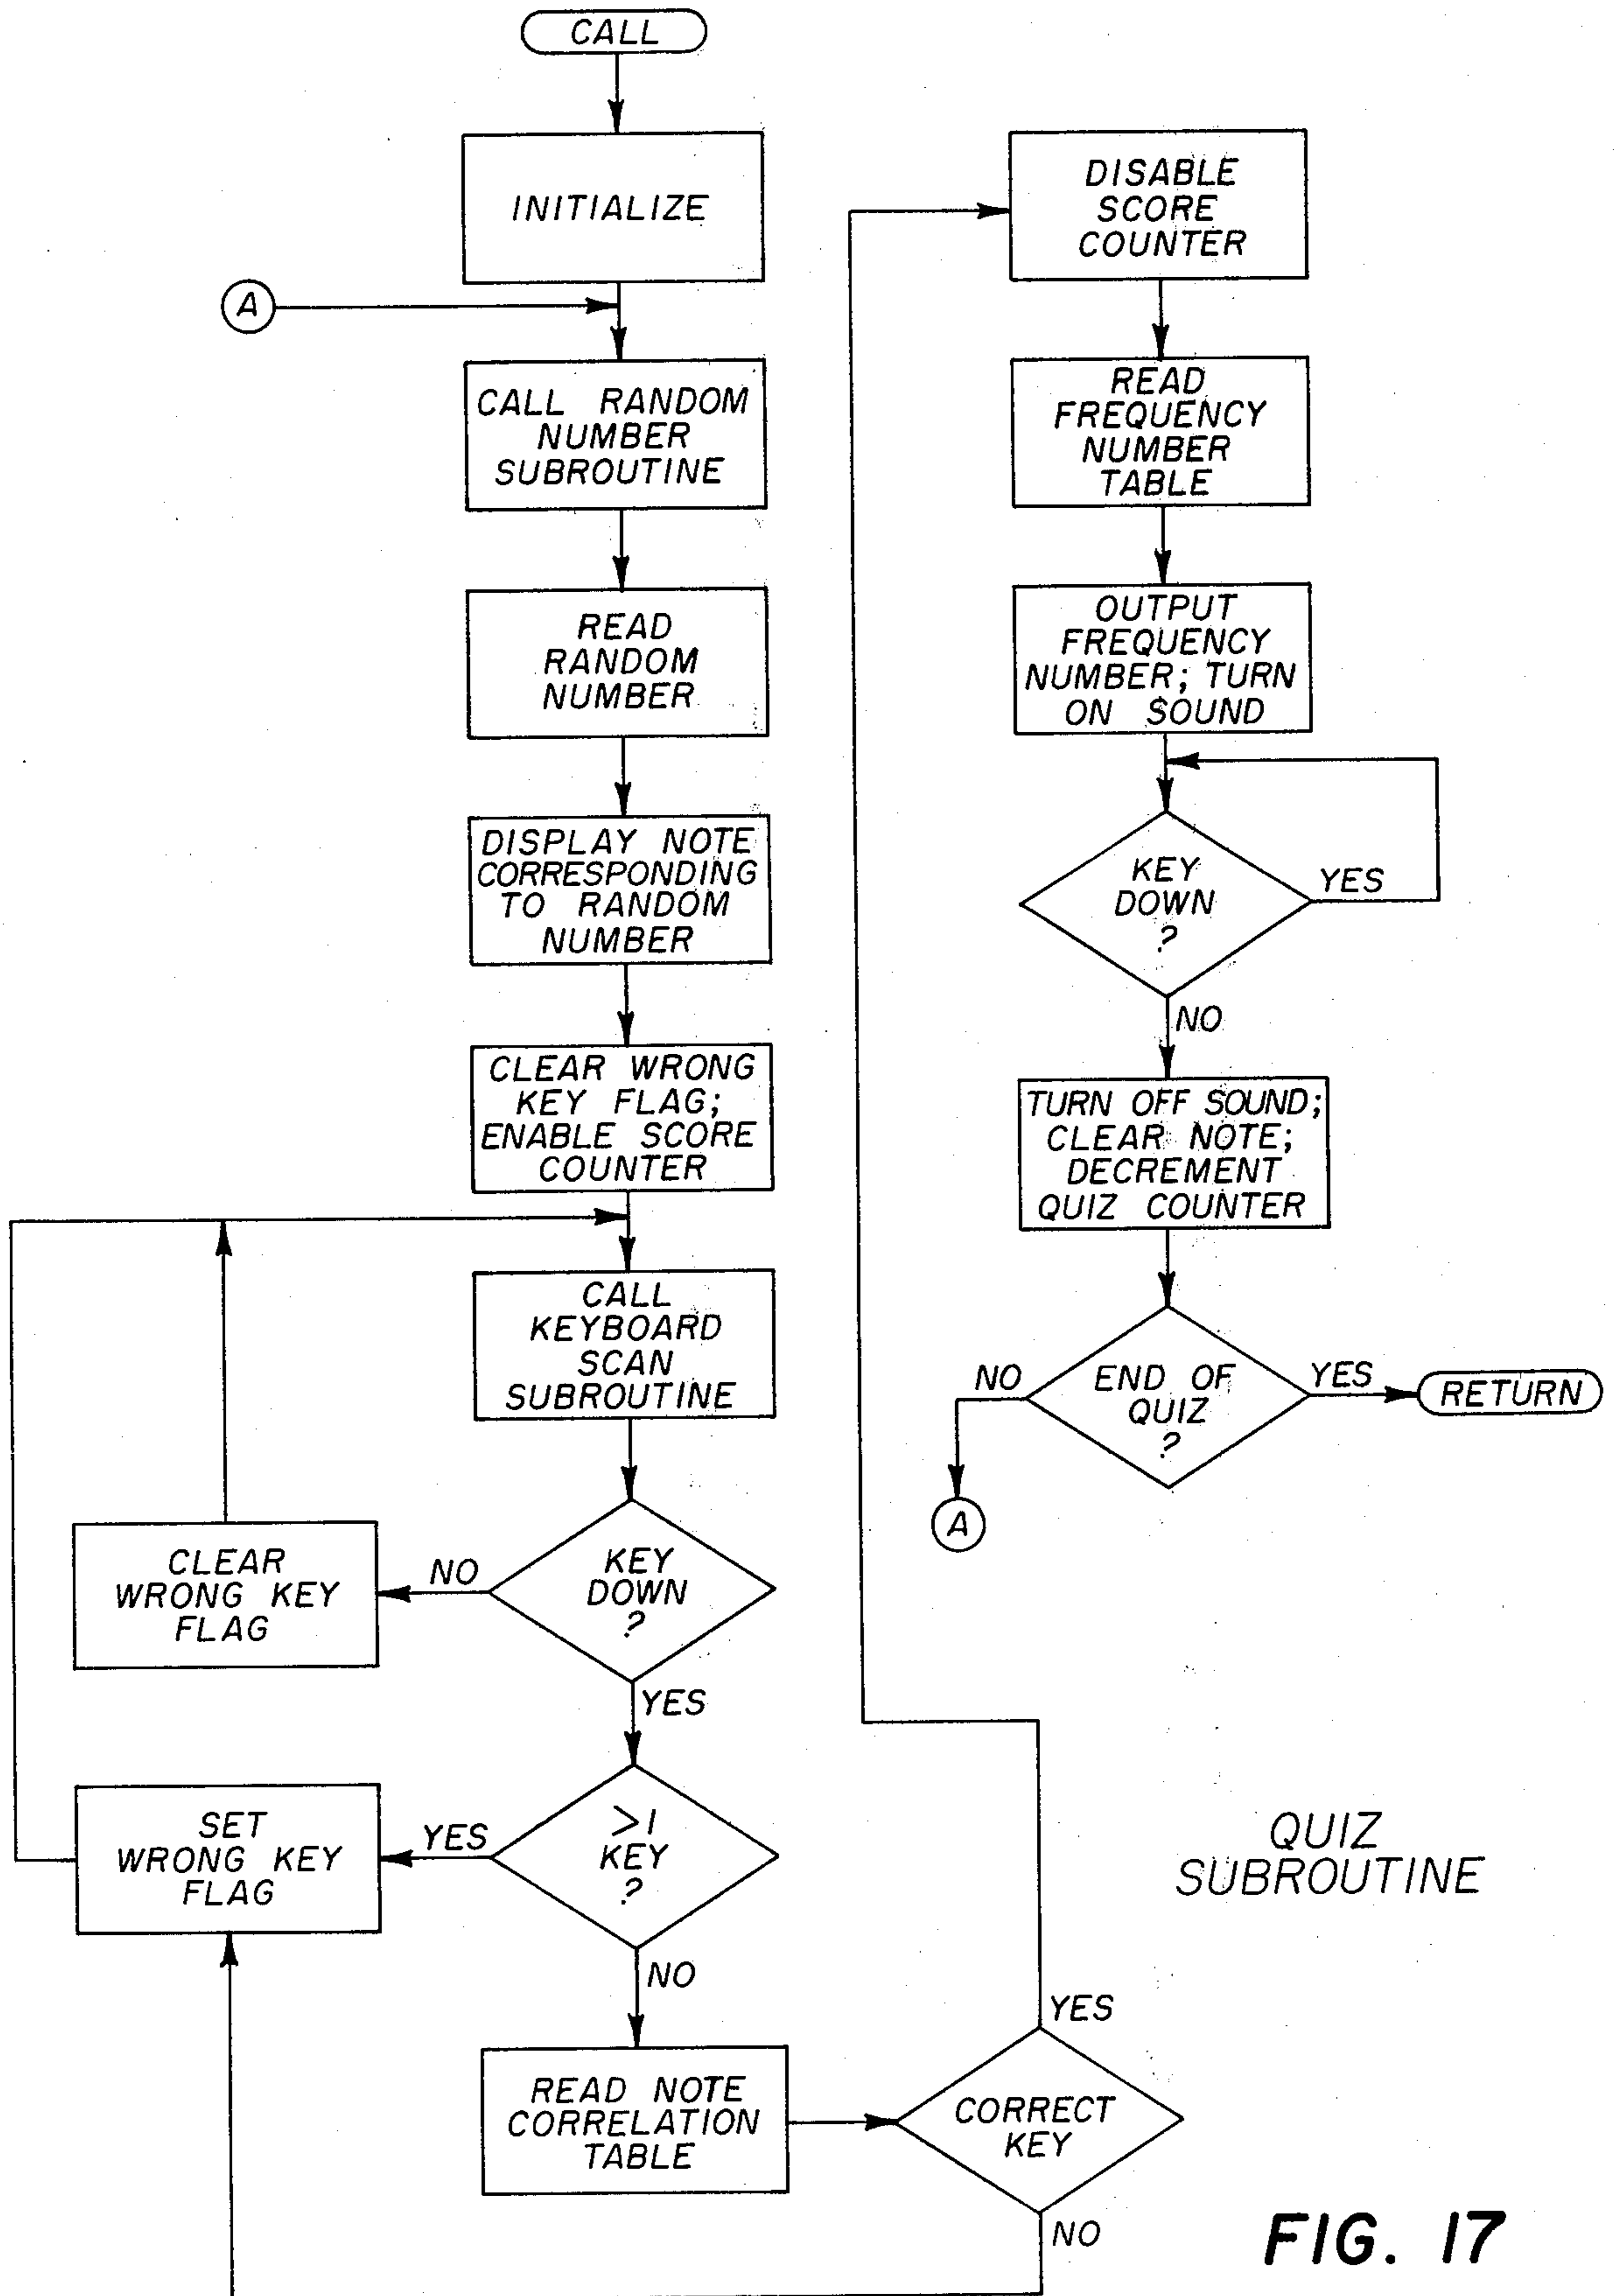 CALL
INITIALIZE
A
CALL RANDOM
NUMBER
SUBROUTINE
READ
RANDOM
NUMBER
DISPLAY NOTE
CORRESPONDING
TO RANDOM
NUMBER
CLEAR WRONG
KEY FLAG;
ENABLE SCORE
COUNTER
CALL
KEYBOARD
SCAN
SUBROUTINE
KEY
DOWN
?
NO
CLEAR
WRONG KEY
FLAG
YES
>1
KEY
?
YES
SET
WRONG KEY
FLAG
NO
READ NOTE
CORRELATION
TABLE
CORRECT
KEY
YES
NO
DISABLE
SCORE
COUNTER
READ
FREQUENCY
NUMBER
TABLE
OUTPUT
FREQUENCY
NUMBER; TURN
ON SOUND
KEY
DOWN
?
YES
NO
TURN OFF SOUND;
CLEAR NOTE;
DECREMENT
QUIZ COUNTER
END OF
QUIZ
?
NO
YES
RETURN
A
QUIZ
SUBROUTINE
FIG. 17